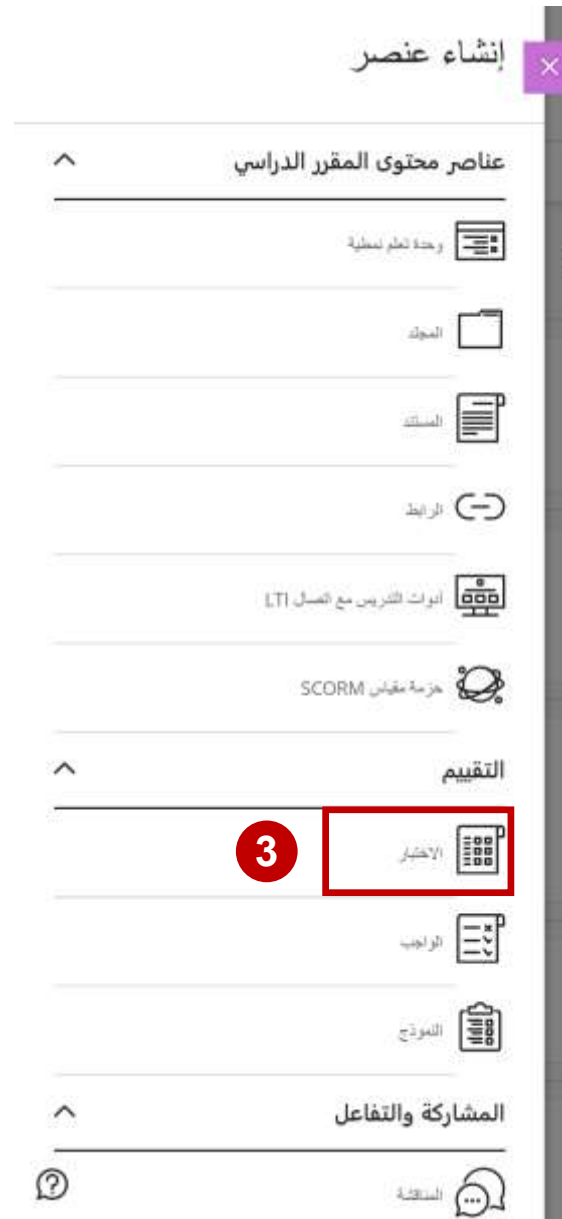 إنشاء عنصر
عناصر محتوى المقرر الدراسي
وحدة تعلم نمطية
المجلد
المستند
الرابط
أدوات التدريس مع اتصال LTI
حزمة مقياس SCORM
التقييم
الاختبار
3
الواجب
النموذج
المشاركة والتفاعل
المناقشة